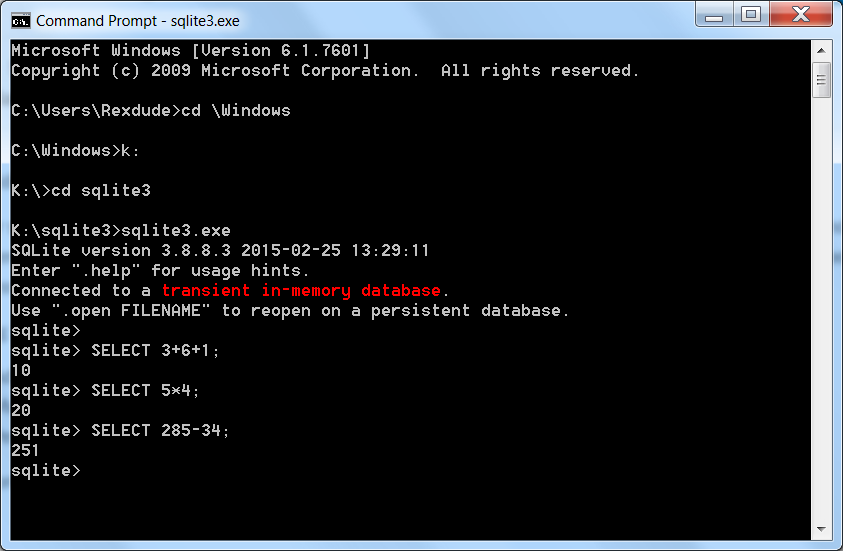 Command Prompt - sqlite3.exe
Microsoft Windows [Version 6.1.7601]
Copyright (c) 2009 Microsoft Corporation.  All rights reserved.
C:\Users\Rexdude>cd \Windows
C:\Windows>k:
K:\>cd sqlite3
K:\sqlite3>sqlite3.exe
SQLite version 3.8.8.3 2015-02-25 13:29:11
Enter ".help" for usage hints.
Connected to a transient in-memory database.
Use ".open FILENAME" to reopen on a persistent database.
sqlite>
sqlite> SELECT 3+6+1;
10
sqlite> SELECT 5*4;
20
sqlite> SELECT 285-34;
251
sqlite>